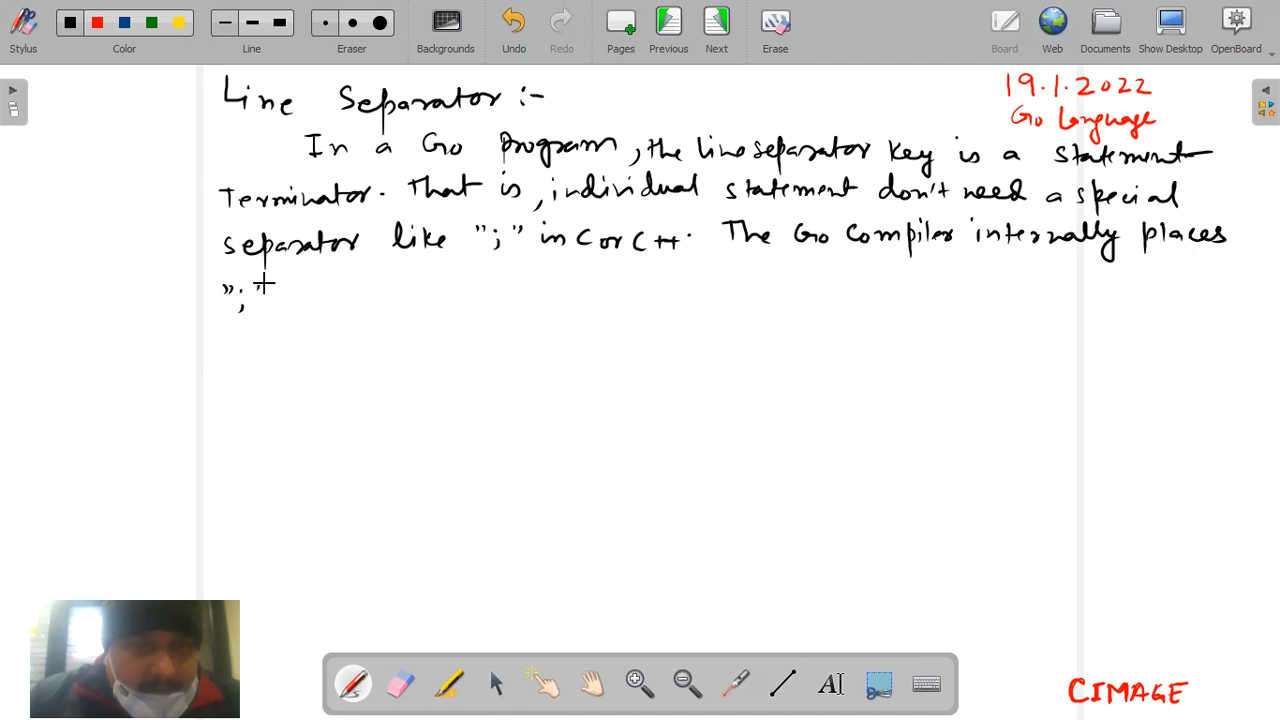 Stylus Color Line Eraser Backgrounds Undo Redo Pages Previous Next Erase Board Web Documents Show Desktop OpenBoard
Line Separator :-
19.1.2022
Go Language
In a Go Program, the line separator key is a statement
Terminator. That is, individual statement don't need a special
separator like ";" in C or C++. The Go Compiler internally places
";"
CIMAGE